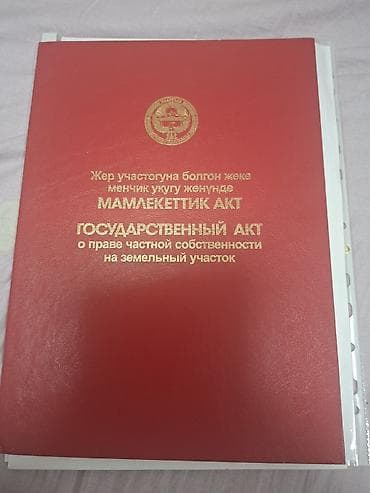 Жер участогуна болгон жеке
менчик укугу жөнүндө
МАМЛЕКЕТТИК АКТ
ГОСУДАРСТВЕННЫЙ АКТ
о праве частной собственности
на земельный участок